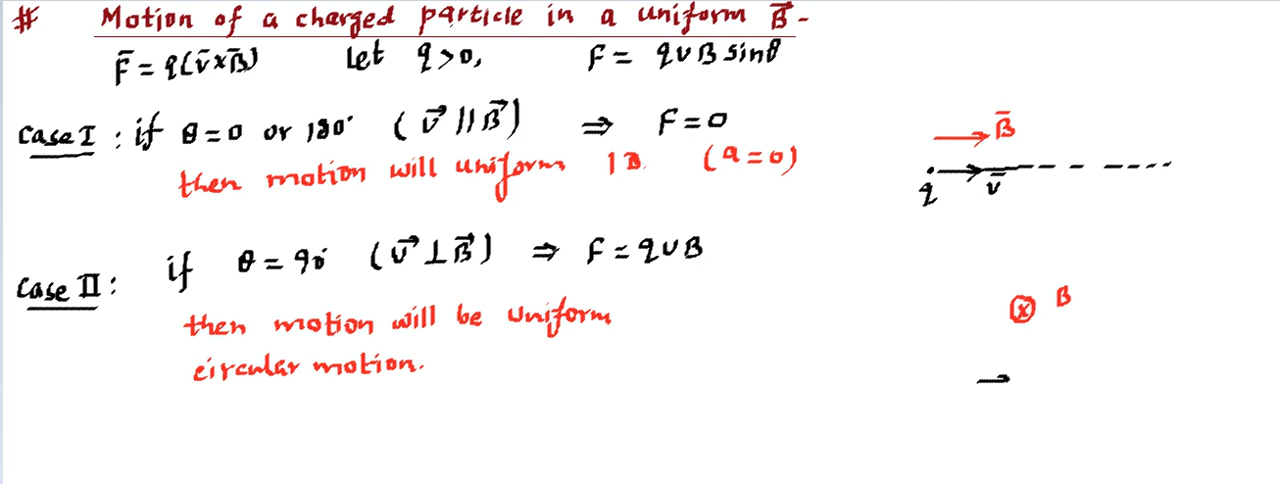 # Motion of a charged particle in a uniform B⃗ -
F̄ = q(v̄×B̄) Let q>0, F = qvB sinθ
Case I : if θ=0 or 180° (v⃗ || B⃗) ⇒ F=0
then motion will uniform 1D. (a=0)
B̄
q v̄
Case II : if θ = 90° (v⃗ ⊥ B⃗) ⇒ F = qvB
then motion will be uniform
circular motion.
⊗ B